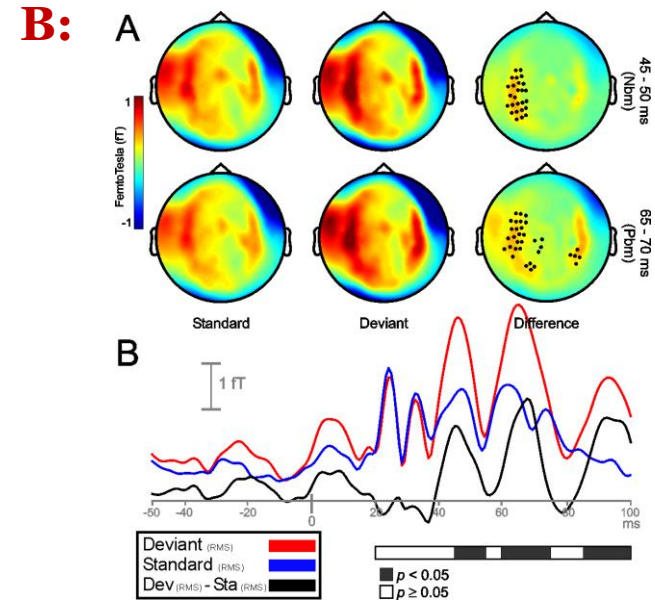 B:
A
45 - 50 ms
(Nbm)
1
FemtoTesla (fT)
-1
65 - 70 ms
(Pbm)
Standard Deviant Difference
B
1 fT
-50 -40 -20 0 20 40 60 80 100
ms
Deviant (RMS)
Standard (RMS)
Dev(RMS) - Sta(RMS)
p < 0.05
p ≥ 0.05